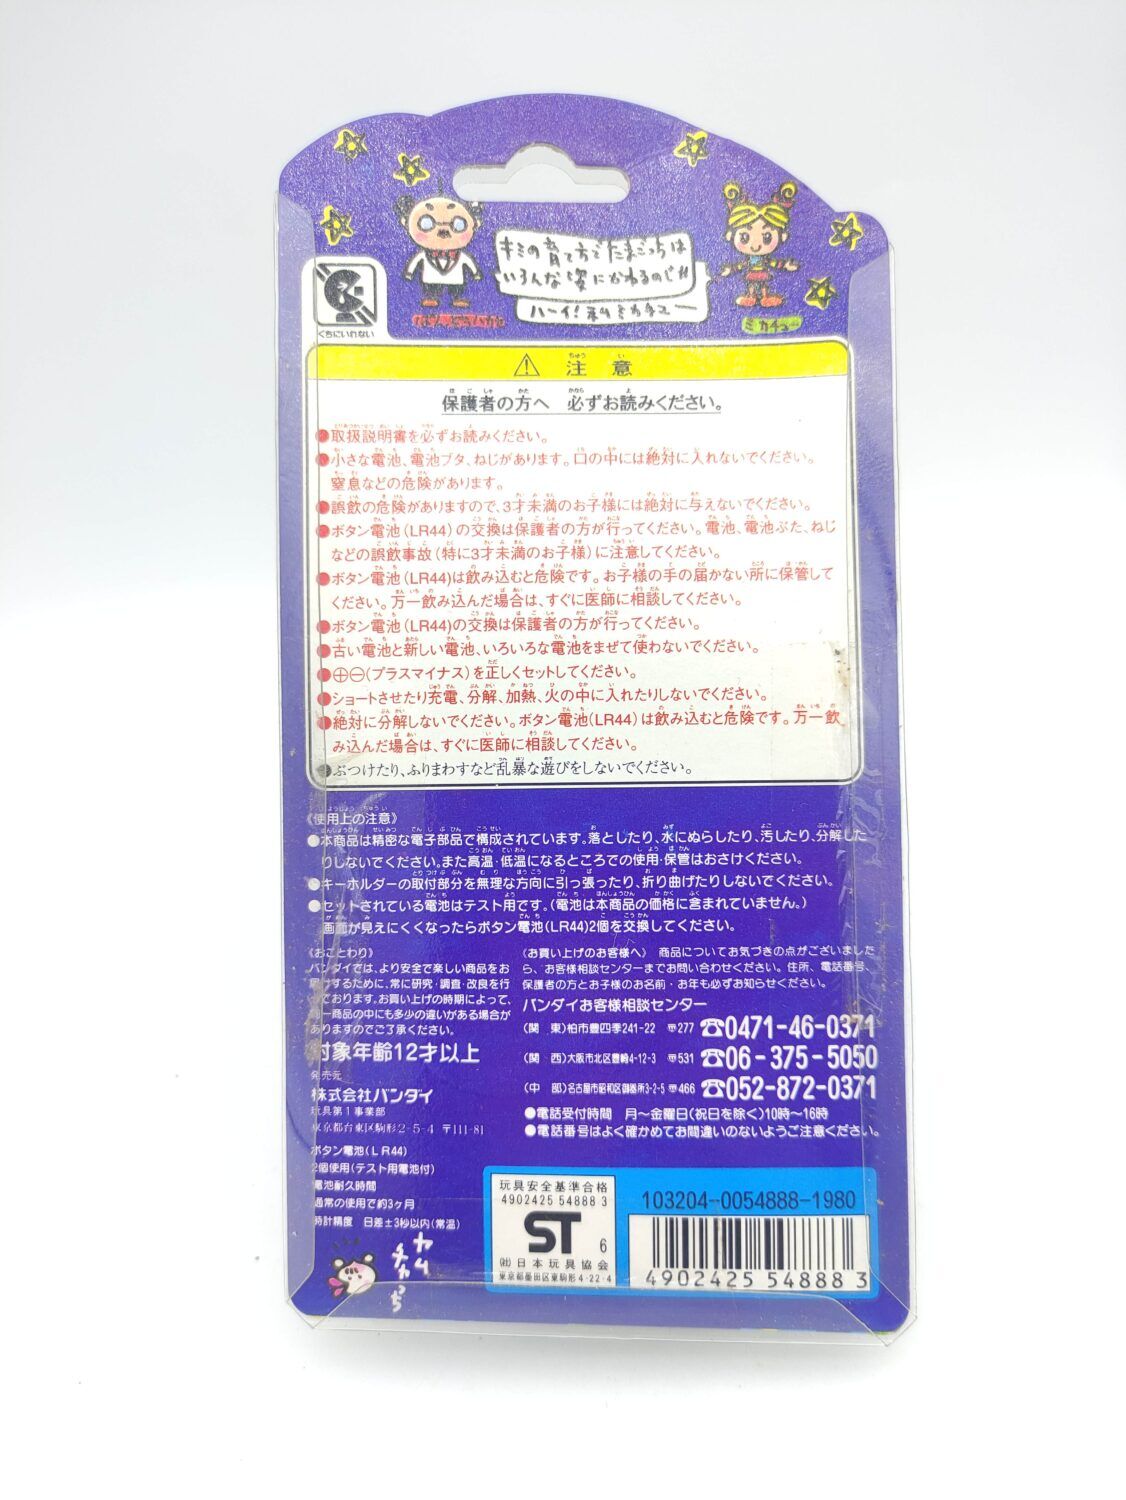 キミの育て方でたまごっちは
いろんな姿にかわるのじゃ!!
ハーイ!私ミカチュー
ミカチュー
くちにいれない
⚠ 注意
保護者の方へ 必ずお読みください。
●取扱説明書を必ずお読みください。
●小さな電池、電池ブタ、ねじがあります。口の中には絶対に入れないでください。
窒息などの危険があります。
●誤飲の危険がありますので、3才未満のお子様には絶対に与えないでください。
●ボタン電池(LR44)の交換は保護者の方が行ってください。電池、電池ぶた、ねじ
などの誤飲事故(特に3才未満のお子様)に注意してください。
●ボタン電池(LR44)は飲み込むと危険です。お子様の手の届かない所に保管して
ください。万一飲み込んだ場合は、すぐに医師に相談してください。
●ボタン電池(LR44)の交換は保護者の方が行ってください。
●古い電池と新しい電池、いろいろな電池をまぜて使わないでください。
●⊕⊖(プラスマイナス)を正しくセットしてください。
●ショートさせたり充電、分解、加熱、火の中に入れたりしないでください。
●絶対に分解しないでください。ボタン電池(LR44)は飲み込むと危険です。万一飲
み込んだ場合は、すぐに医師に相談してください。
●ぶつけたり、ふりまわすなど乱暴な遊びをしないでください。
《使用上の注意》
●本商品は精密な電子部品で構成されています。落としたり、水にぬらしたり、汚したり、分解した
りしないでください。また高温・低温になるところでの使用・保管はおさけください。
●キーホルダーの取付部分を無理な方向に引っ張ったり、折り曲げたりしないでください。
●セットされている電池はテスト用です。(電池は本商品の価格に含まれていません。)
画面が見えにくくなったらボタン電池(LR44)2個を交換してください。
《おことわり》
バンダイでは、より安全で楽しい商品をお
届けするために、常に研究・調査・改良を行
っております。お買い上げの時期によって、
同一商品の中にも多少の違いがある場合が
ありますのでご了承ください。
対象年齢12才以上
発売元
株式会社バンダイ
玩具第1事業部
東京都台東区駒形2-5-4 〒111-81
ボタン電池(LR44)
2個使用(テスト用電池付)
電池耐久時間
通常の使用で約3ヶ月
時計精度 日差±3秒以内(常温)
〈お買い上げのお客様へ〉 商品についてお気づきの点がございました
ら、お客様相談センターまでお問い合わせください。住所、電話番号、
保護者の方とお子様のお名前・お年も必ずお知らせください。
バンダイお客様相談センター
(関 東)柏市豊四季241-22 〒277 ☎0471-46-0371
(関 西)大阪市北区豊崎4-12-3 〒531 ☎06-375-5050
(中 部)名古屋市昭和区御器所3-2-5 〒466 ☎052-872-0371
●電話受付時間 月〜金曜日(祝日を除く)10時〜16時
●電話番号はよく確かめてお間違いのないようご注意ください。
玩具安全基準合格
4902425 54888 3
ST 6
(社)日本玩具協会
東京都墨田区東駒形4-22-4
103204-0054888-1980
4902425 548883